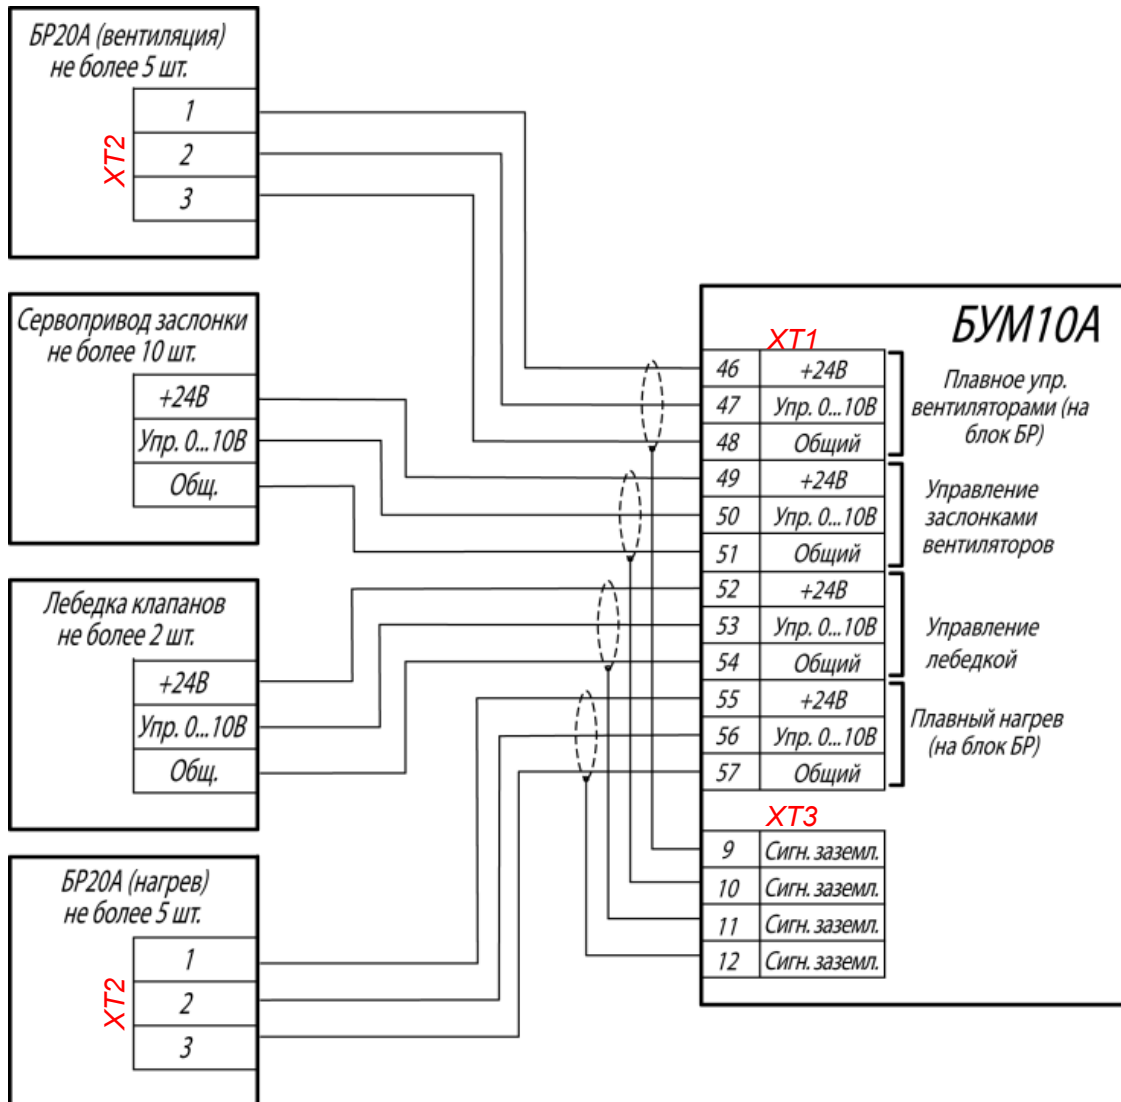 БР20А (вентиляция)
не более 5 шт.
XT2
1
2
3
Сервопривод заслонки
не более 10 шт.
+24В
Упр. 0...10В
Общ.
Лебедка клапанов
не более 2 шт.
+24В
Упр. 0...10В
Общ.
БР20А (нагрев)
не более 5 шт.
XT2
1
2
3
БУМ10А
XT1
46 +24В
47 Упр. 0...10В
48 Общий
Плавное упр.
вентиляторами (на
блок БР)
49 +24В
50 Упр. 0...10В
51 Общий
Управление
заслонками
вентиляторов
52 +24В
53 Упр. 0...10В
54 Общий
Управление
лебедкой
55 +24В
56 Упр. 0...10В
57 Общий
Плавный нагрев
(на блок БР)
XT3
9 Сигн. заземл.
10 Сигн. заземл.
11 Сигн. заземл.
12 Сигн. заземл.